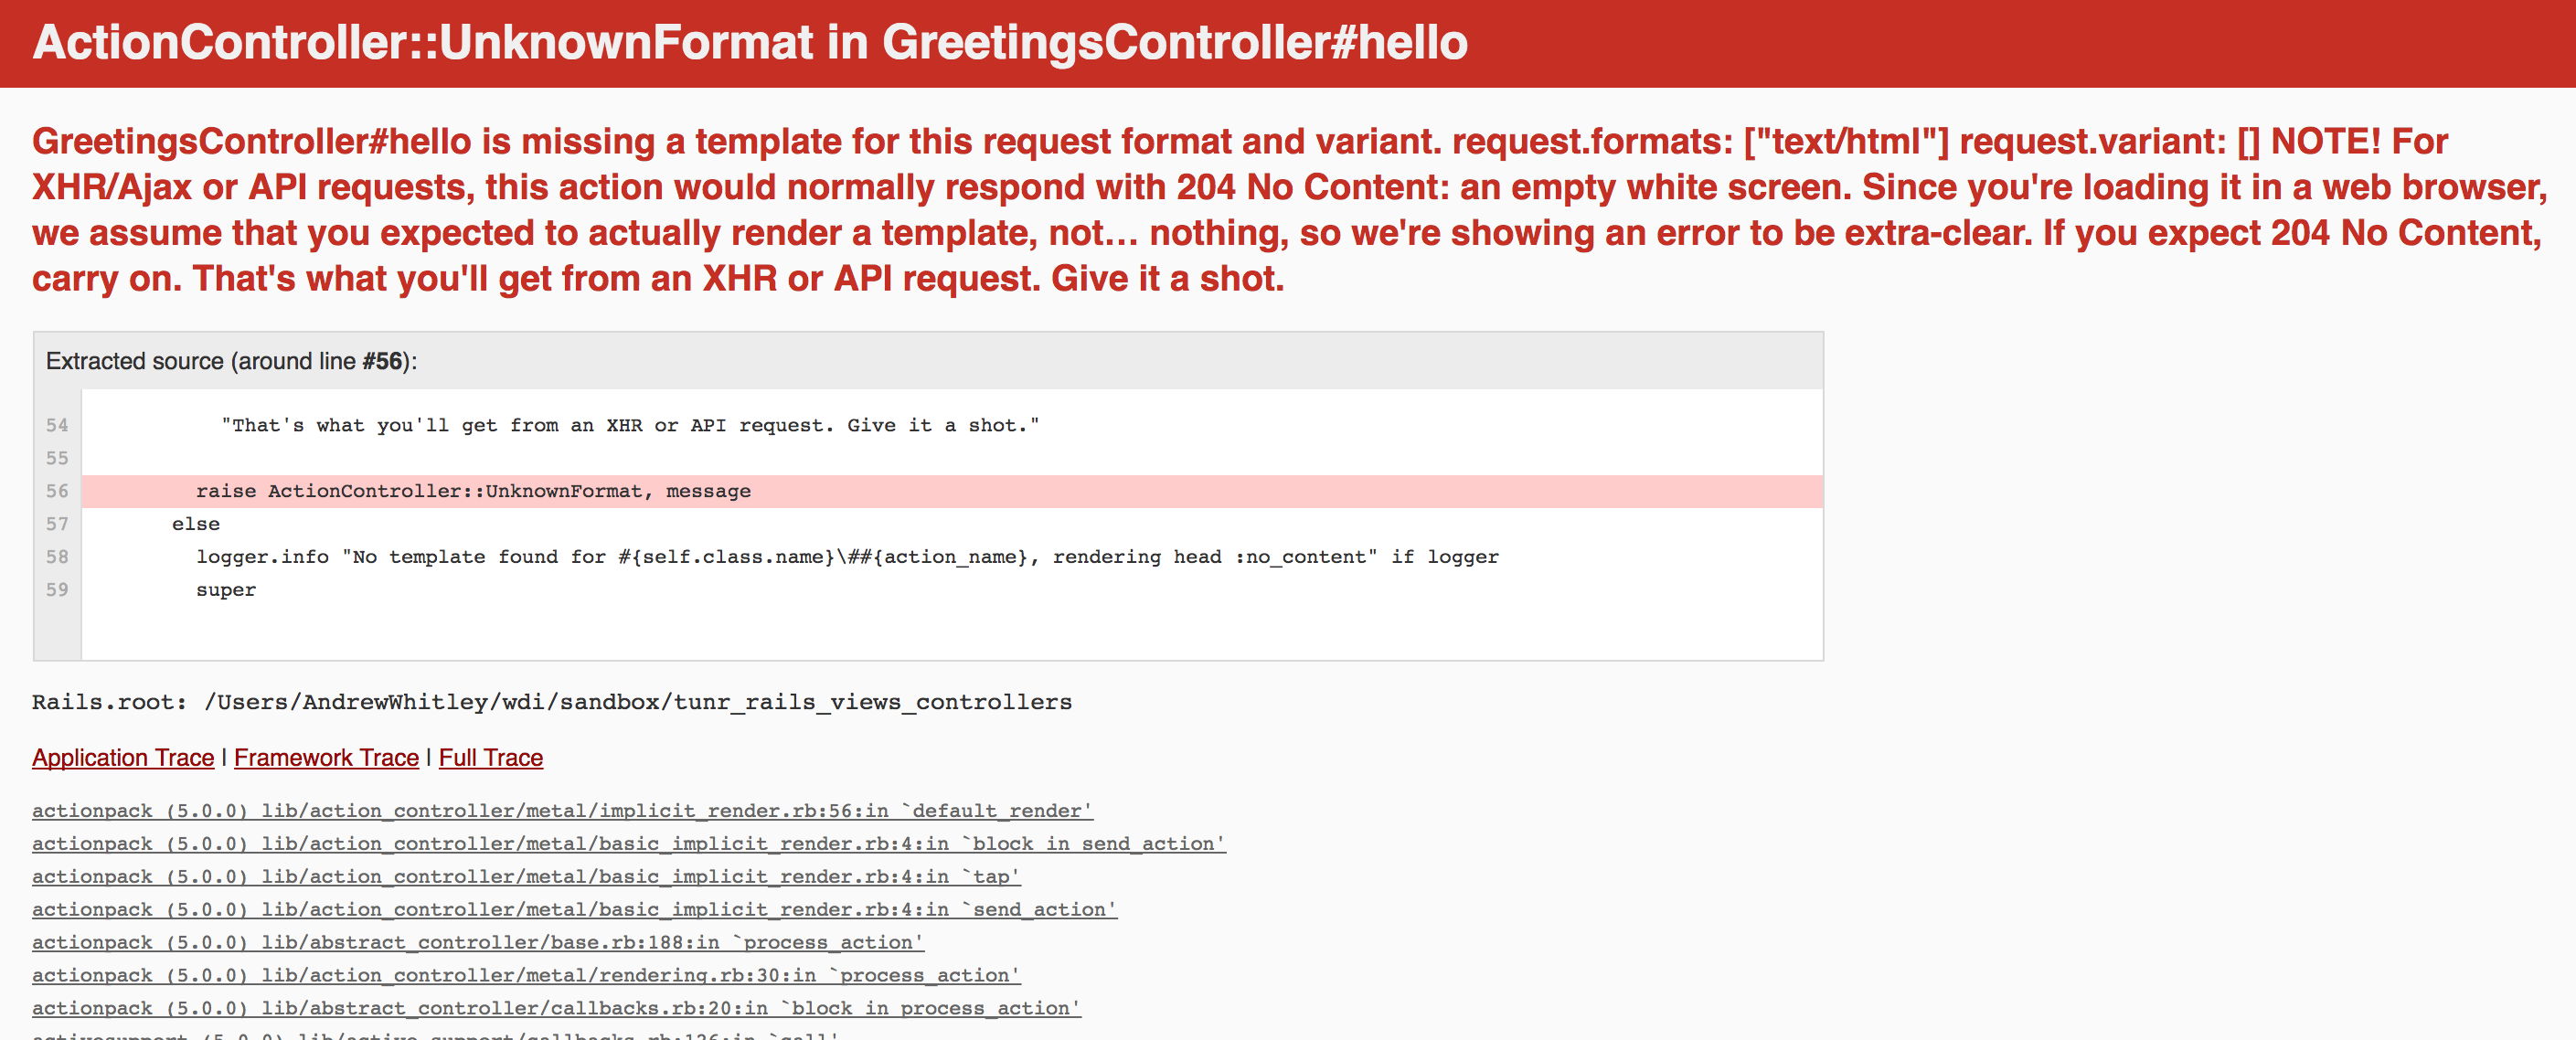 ActionController::UnknownFormat in GreetingsController#hello
GreetingsController#hello is missing a template for this request format and variant. request.formats: ["text/html"] request.variant: [] NOTE! For
XHR/Ajax or API requests, this action would normally respond with 204 No Content: an empty white screen. Since you're loading it in a web browser,
we assume that you expected to actually render a template, not… nothing, so we're showing an error to be extra-clear. If you expect 204 No Content,
carry on. That's what you'll get from an XHR or API request. Give it a shot.
Extracted source (around line #56):
54 "That's what you'll get from an XHR or API request. Give it a shot."
55
56 raise ActionController::UnknownFormat, message
57 else
58 logger.info "No template found for #{self.class.name}\##{action_name}, rendering head :no_content" if logger
59 super
Rails.root: /Users/AndrewWhitley/wdi/sandbox/tunr_rails_views_controllers
Application Trace | Framework Trace | Full Trace
actionpack (5.0.0) lib/action_controller/metal/implicit_render.rb:56:in `default_render'
actionpack (5.0.0) lib/action_controller/metal/basic_implicit_render.rb:4:in `block in send_action'
actionpack (5.0.0) lib/action_controller/metal/basic_implicit_render.rb:4:in `tap'
actionpack (5.0.0) lib/action_controller/metal/basic_implicit_render.rb:4:in `send_action'
actionpack (5.0.0) lib/abstract_controller/base.rb:188:in `process_action'
actionpack (5.0.0) lib/action_controller/metal/rendering.rb:30:in `process_action'
actionpack (5.0.0) lib/abstract_controller/callbacks.rb:20:in `block in process_action'
activesupport (5.0.0) lib/active_support/callbacks.rb:126:in `call'